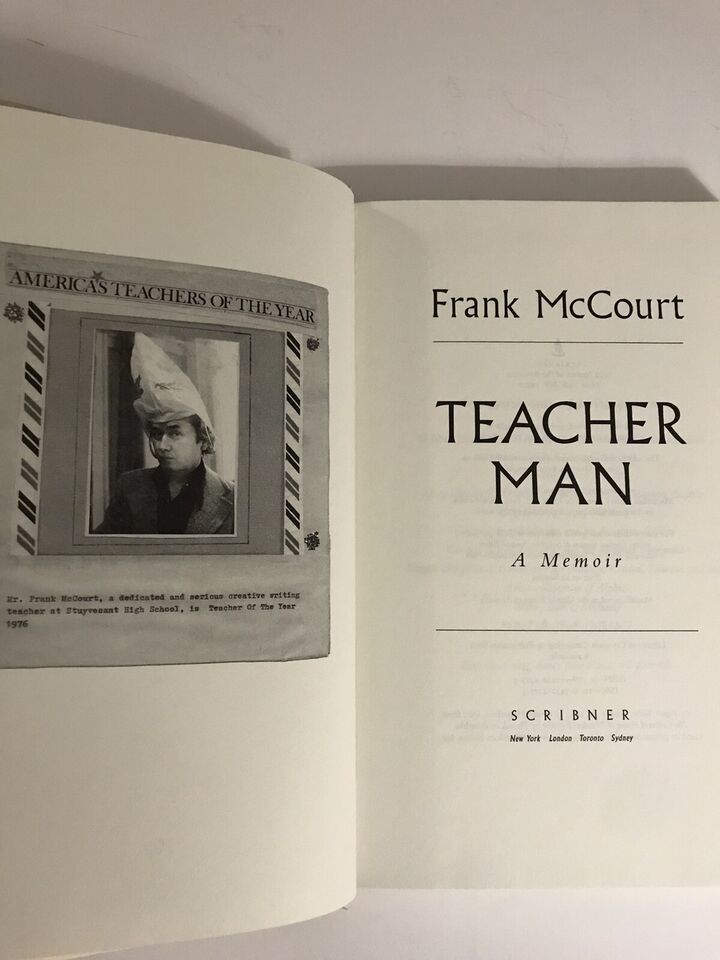 AMERICA'S TEACHERS OF THE YEAR
Mr. Frank McCourt, a dedicated and serious creative writing
teacher at Stuyvesant High School, is Teacher Of The Year
1976
Frank McCourt
TEACHER
MAN
A Memoir
SCRIBNER
New York London Toronto Sydney